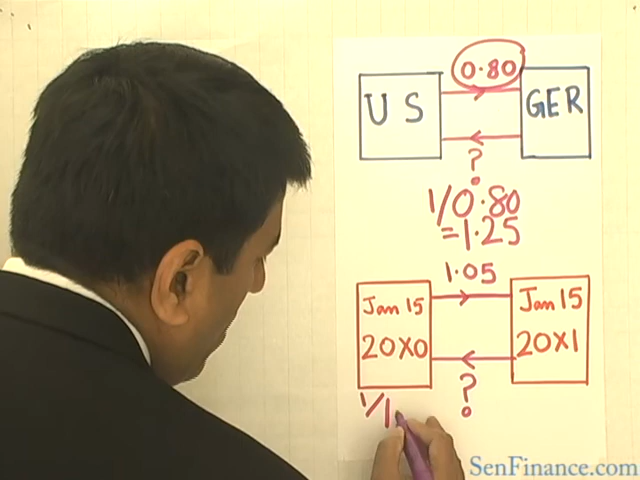 0.80
US GER
?
1/0.80
=1.25
1.05
Jan 15 Jan 15
20X0 20X1
?
1/1
SenFinance.com